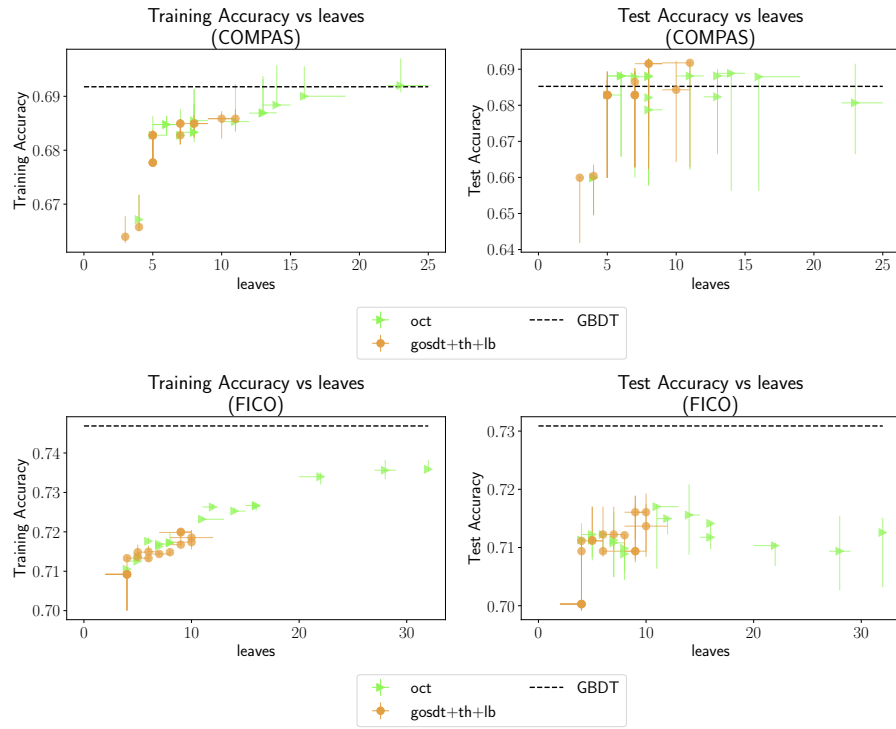 Training Accuracy vs leaves
(COMPAS)
Training Accuracy
0.69
0.68
0.67
0 5 10 15 20 25
leaves
Test Accuracy vs leaves
(COMPAS)
Test Accuracy
0.69
0.68
0.67
0.66
0.65
0.64
0 5 10 15 20 25
leaves
oct
gosdt+th+lb
GBDT
Training Accuracy vs leaves
(FICO)
Training Accuracy
0.74
0.73
0.72
0.71
0.70
0 10 20 30
leaves
Test Accuracy vs leaves
(FICO)
Test Accuracy
0.73
0.72
0.71
0.70
0 10 20 30
leaves
oct
gosdt+th+lb
GBDT